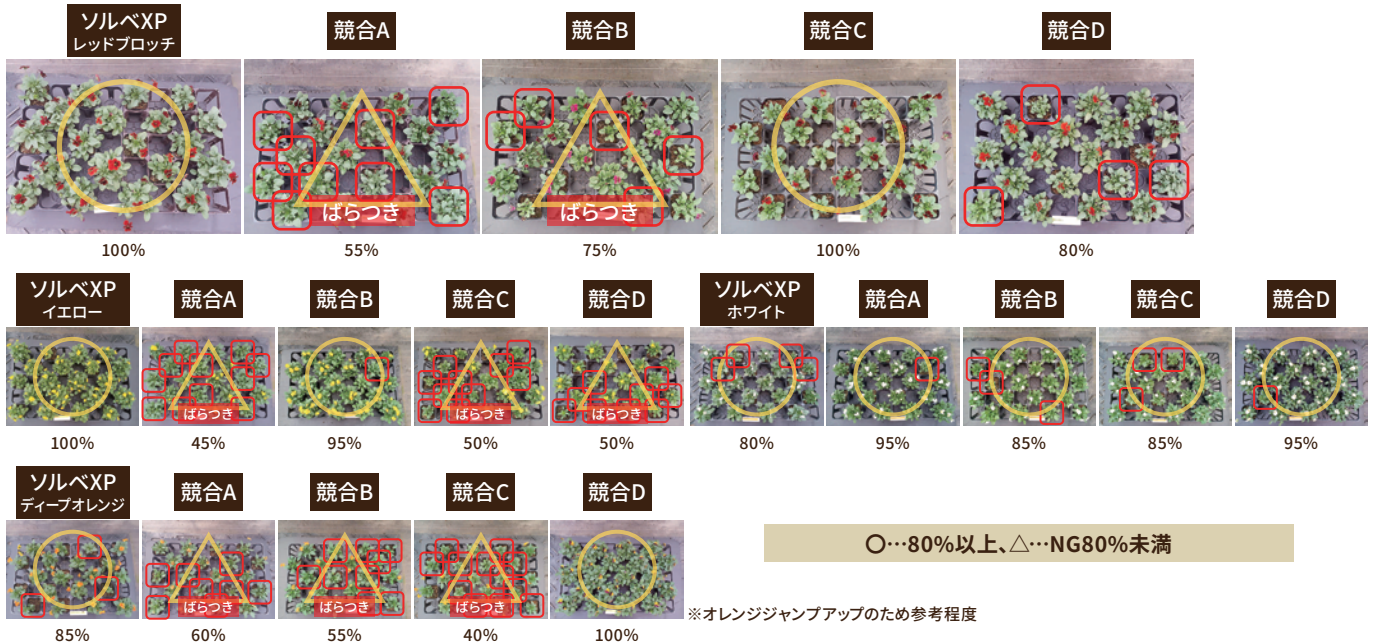 ソルベXP
レッドブロッチ
競合A
競合B
競合C
競合D
ばらつき
ばらつき
100%
55%
75%
100%
80%
ソルベXP
イエロー
競合A
競合B
競合C
競合D
ソルベXP
ホワイト
競合A
競合B
競合C
競合D
ばらつき
ばらつき
ばらつき
100%
45%
95%
50%
50%
80%
95%
85%
85%
95%
ソルベXP
ディープオレンジ
競合A
競合B
競合C
競合D
ばらつき
ばらつき
ばらつき
85%
60%
55%
40%
100%
〇…80%以上、△…NG80%未満
※オレンジジャンプアップのため参考程度